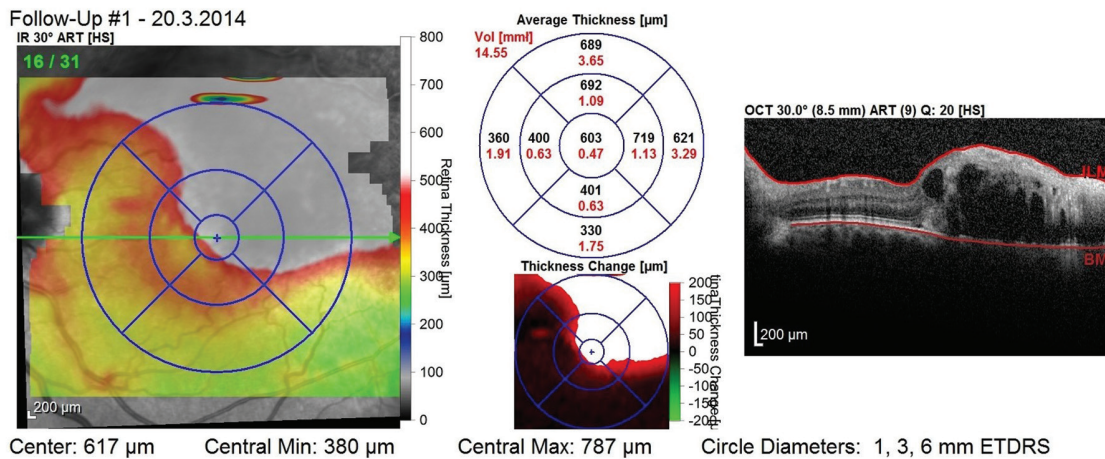 Follow-Up #1 - 20.3.2014
IR 30° ART [HS]
16 / 31
200 µm
800
700
600
500
400
300
200
100
0
Retina Thickness [µm]
Average Thickness [µm]
Vol [mmł]
14.55
689
3.65
692
1.09
360
1.91
400
0.63
603
0.47
719
1.13
621
3.29
401
0.63
330
1.75
Thickness Change [µm]
200
150
100
50
0
-50
-100
-150
-200
OCT 30.0° (8.5 mm) ART (9) Q: 20 [HS]
ILM
BM
200 µm
Center: 617 µm Central Min: 380 µm Central Max: 787 µm Circle Diameters: 1, 3, 6 mm ETDRS